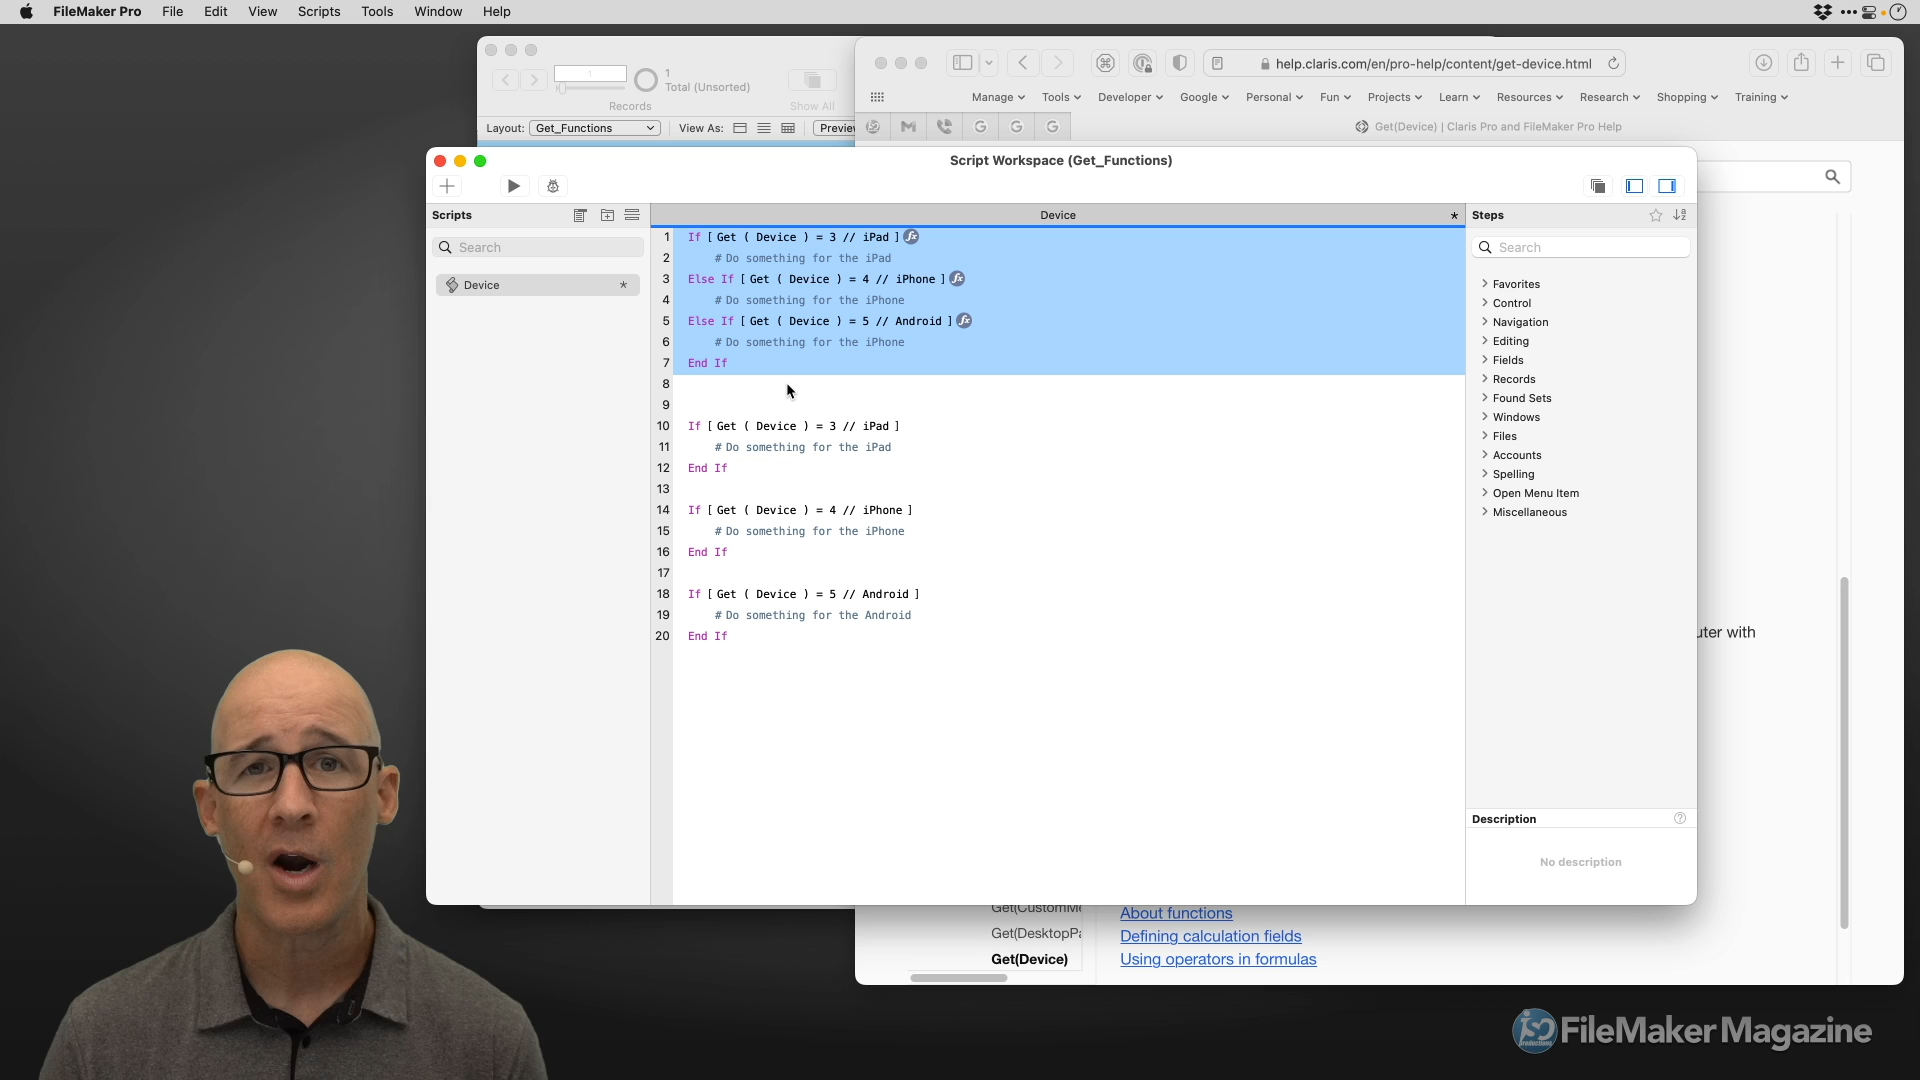 FileMaker Pro File Edit View Scripts Tools Window Help
1
1
Total (Unsorted)
Records
Show All
Layout: Get_Functions
View As:
help.claris.com/en/pro-help/content/get-device.html
Manage Tools Developer Google Personal Fun Projects Learn Resources Research Shopping Training
Get(Device) | Claris Pro and FileMaker Pro Help
Script Workspace (Get_Functions)
Scripts
Search
Device *
Device *
1 If [ Get ( Device ) = 3 // iPad ] fx
2 # Do something for the iPad
3 Else If [ Get ( Device ) = 4 // iPhone ] fx
4 # Do something for the iPhone
5 Else If [ Get ( Device ) = 5 // Android ] fx
6 # Do something for the iPhone
7 End If
8
9
10 If [ Get ( Device ) = 3 // iPad ]
11 # Do something for the iPad
12 End If
13
14 If [ Get ( Device ) = 4 // iPhone ]
15 # Do something for the iPhone
16 End If
17
18 If [ Get ( Device ) = 5 // Android ]
19 # Do something for the Android
20 End If
Steps
Search
Favorites
Control
Navigation
Editing
Fields
Records
Found Sets
Windows
Files
Accounts
Spelling
Open Menu Item
Miscellaneous
Description
No description
with
Get(DesktopPa
Get(Device)
About functions
Defining calculation fields
Using operators in formulas
iso productions
FileMaker Magazine